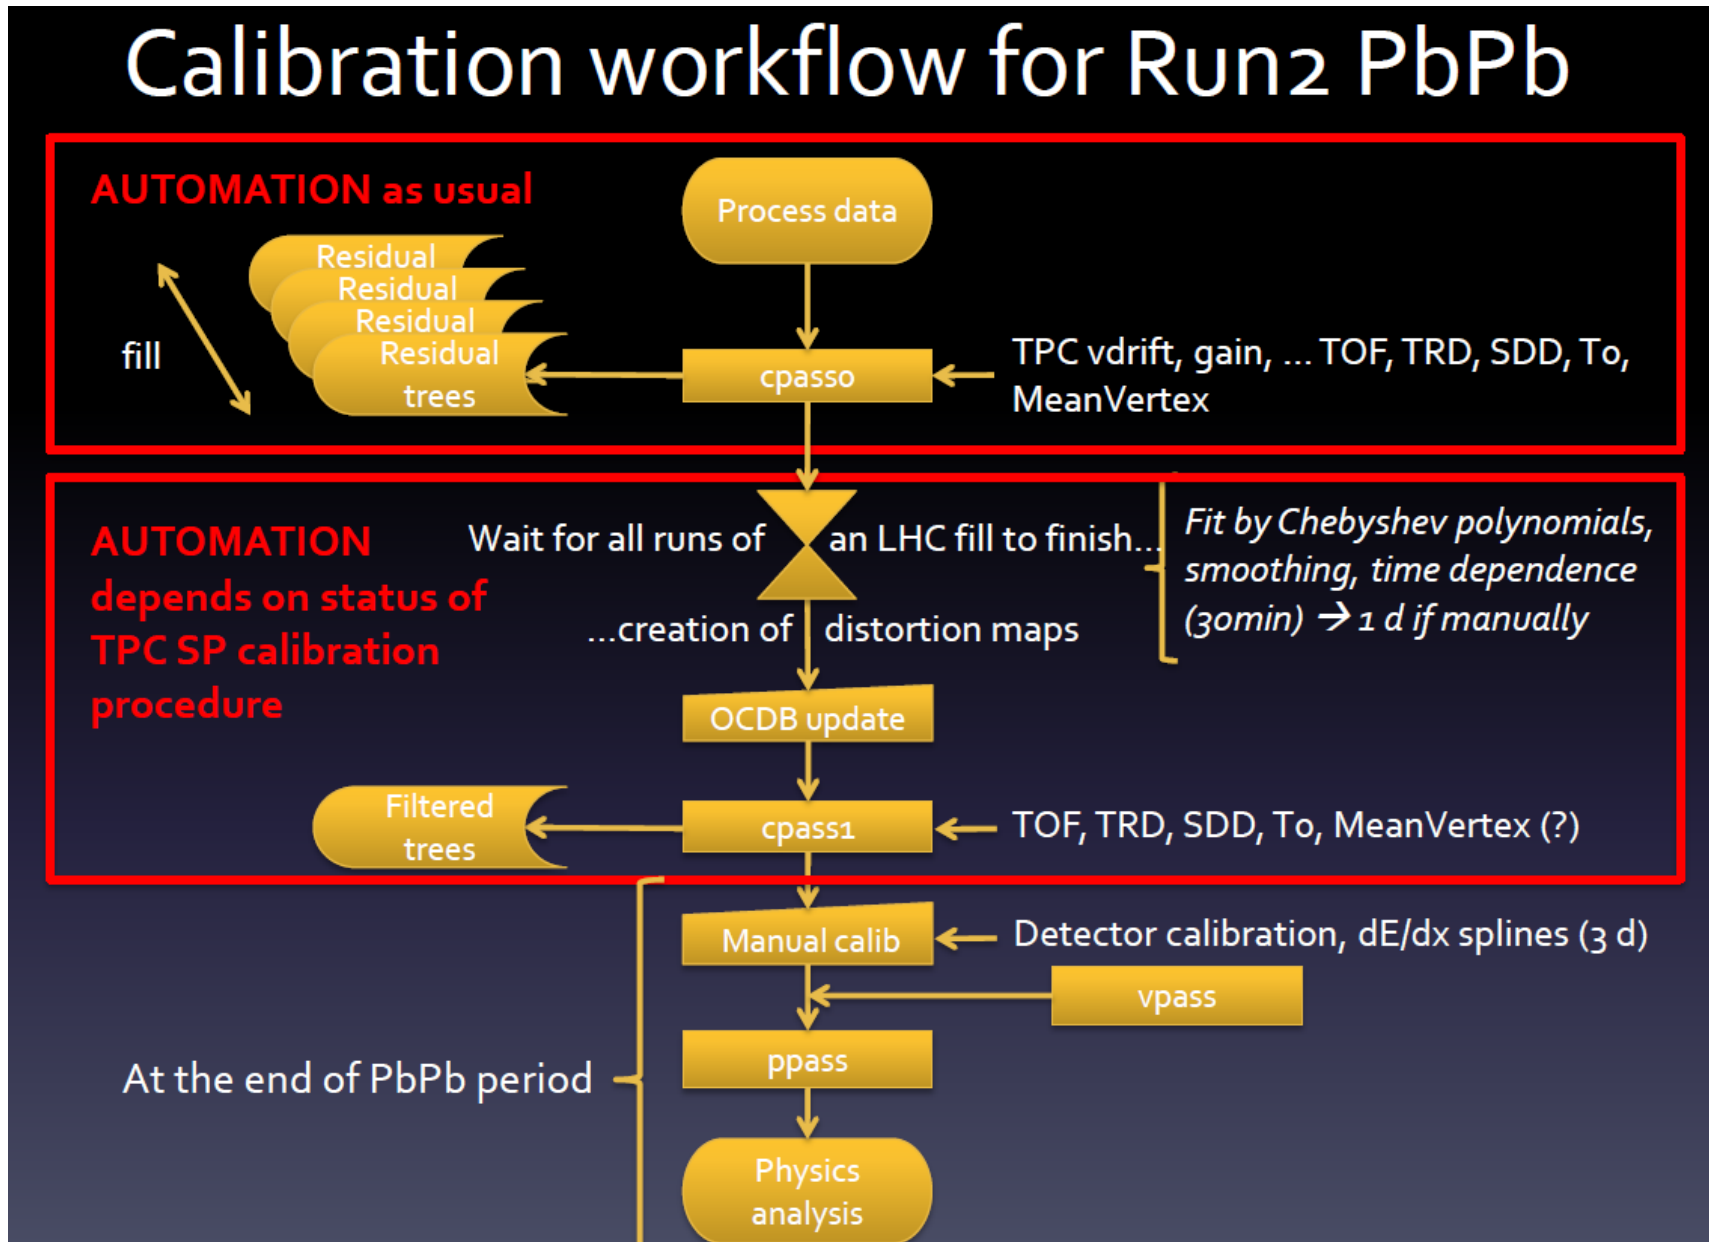 Calibration workflow for Run2 PbPb
AUTOMATION as usual
Process data
Residual
Residual
Residual
Residual
trees
fill
cpass0
TPC vdrift, gain, ... TOF, TRD, SDD, T0,
MeanVertex
AUTOMATION
depends on status of
TPC SP calibration
procedure
Wait for all runs of an LHC fill to finish...
...creation of distortion maps
Fit by Chebyshev polynomials,
smoothing, time dependence
(30min) → 1 d if manually
OCDB update
Filtered
trees
cpass1
TOF, TRD, SDD, T0, MeanVertex (?)
Manual calib
Detector calibration, dE/dx splines (3 d)
vpass
ppass
At the end of PbPb period
Physics
analysis